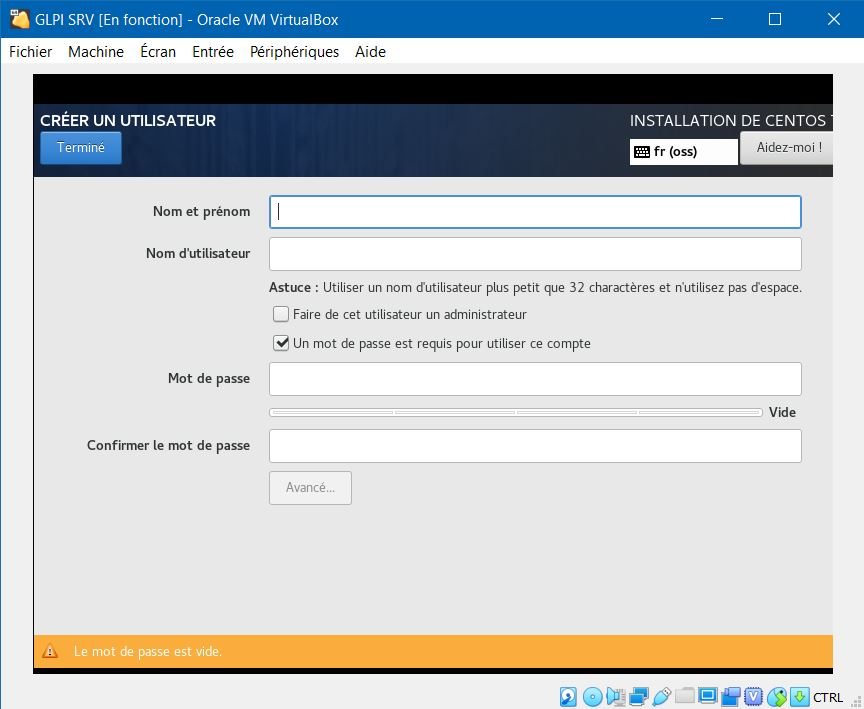 GLPI SRV [En fonction] - Oracle VM VirtualBox
Fichier Machine Écran Entrée Périphériques Aide
CRÉER UN UTILISATEUR
INSTALLATION DE CENTOS
Terminé
fr (oss)
Aidez-moi !
Nom et prénom
Nom d'utilisateur
Astuce : Utiliser un nom d'utilisateur plus petit que 32 charactères et n'utilisez pas d'espace.
Faire de cet utilisateur un administrateur
Un mot de passe est requis pour utiliser ce compte
Mot de passe
Vide
Confirmer le mot de passe
Avancé...
Le mot de passe est vide.
CTRL